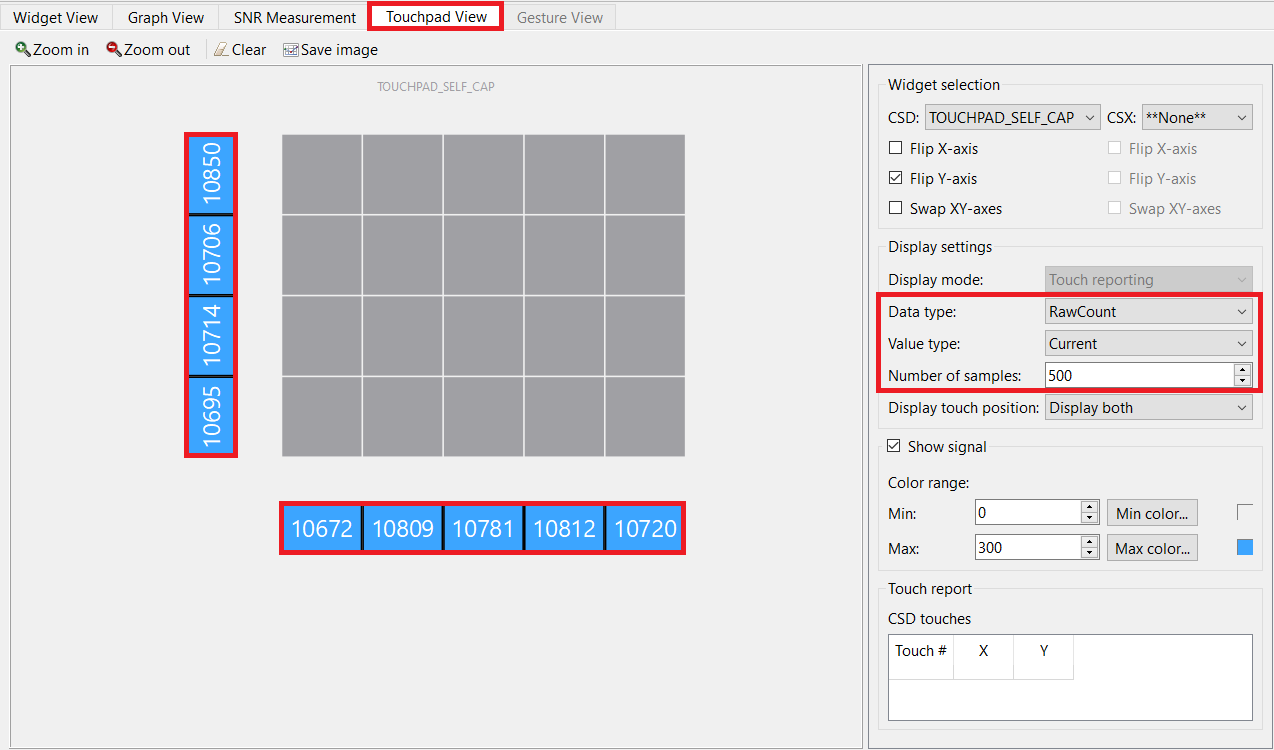 Widget View Graph View SNR Measurement Touchpad View Gesture View
Zoom in Zoom out Clear Save image
TOUCHPAD_SELF_CAP
10850
10706
10714
10695
10672 10809 10781 10812 10720
Widget selection
CSD: TOUCHPAD_SELF_CAP CSX: **None**
Flip X-axis Flip X-axis
Flip Y-axis Flip Y-axis
Swap XY-axes Swap XY-axes
Display settings
Display mode: Touch reporting
Data type: RawCount
Value type: Current
Number of samples: 500
Display touch position: Display both
Show signal
Color range:
Min: 0 Min color...
Max: 300 Max color...
Touch report
CSD touches
Touch # X Y